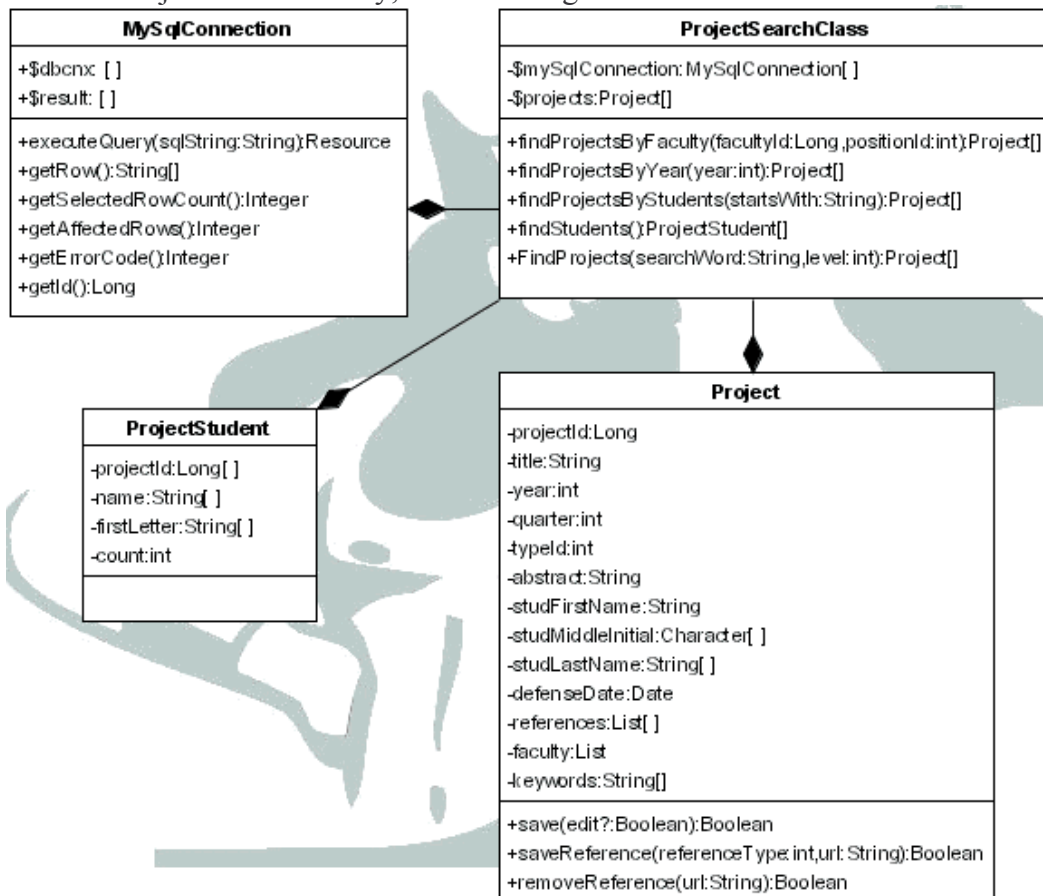 MySqlConnection
+$dbcnx: [ ]
+$result: [ ]
+executeQuery(sqlString:String):Resource
+getRow():String[]
+getSelectedRowCount():Integer
+getAffectedRows():Integer
+getErrorCode():Integer
+getId():Long
ProjectSearchClass
-$mySqlConnection:MySqlConnection[ ]
-$projects:Project[]
+findProjectsByFaculty(facultyId:Long,positionId:int):Project[]
+findProjectsByYear(year:int):Project[]
+findProjectsByStudents(startsWith:String):Project[]
+findStudents():ProjectStudent[]
+FindProjects(searchWord:String,level:int):Project[]
ProjectStudent
-projectId:Long[ ]
-name:String[ ]
-firstLetter:String[ ]
-count:int
Project
-projectId:Long
-title:String
-year:int
-quarter:int
-typeId:int
-abstract:String
-studFirstName:String
-studMiddleInitial:Character[ ]
-studLastName:String[ ]
-defenseDate:Date
-references:List[ ]
-faculty:List
-keywords:String[]
+save(edit?:Boolean):Boolean
+saveReference(referenceType:int,url:String):Boolean
+removeReference(url:String):Boolean